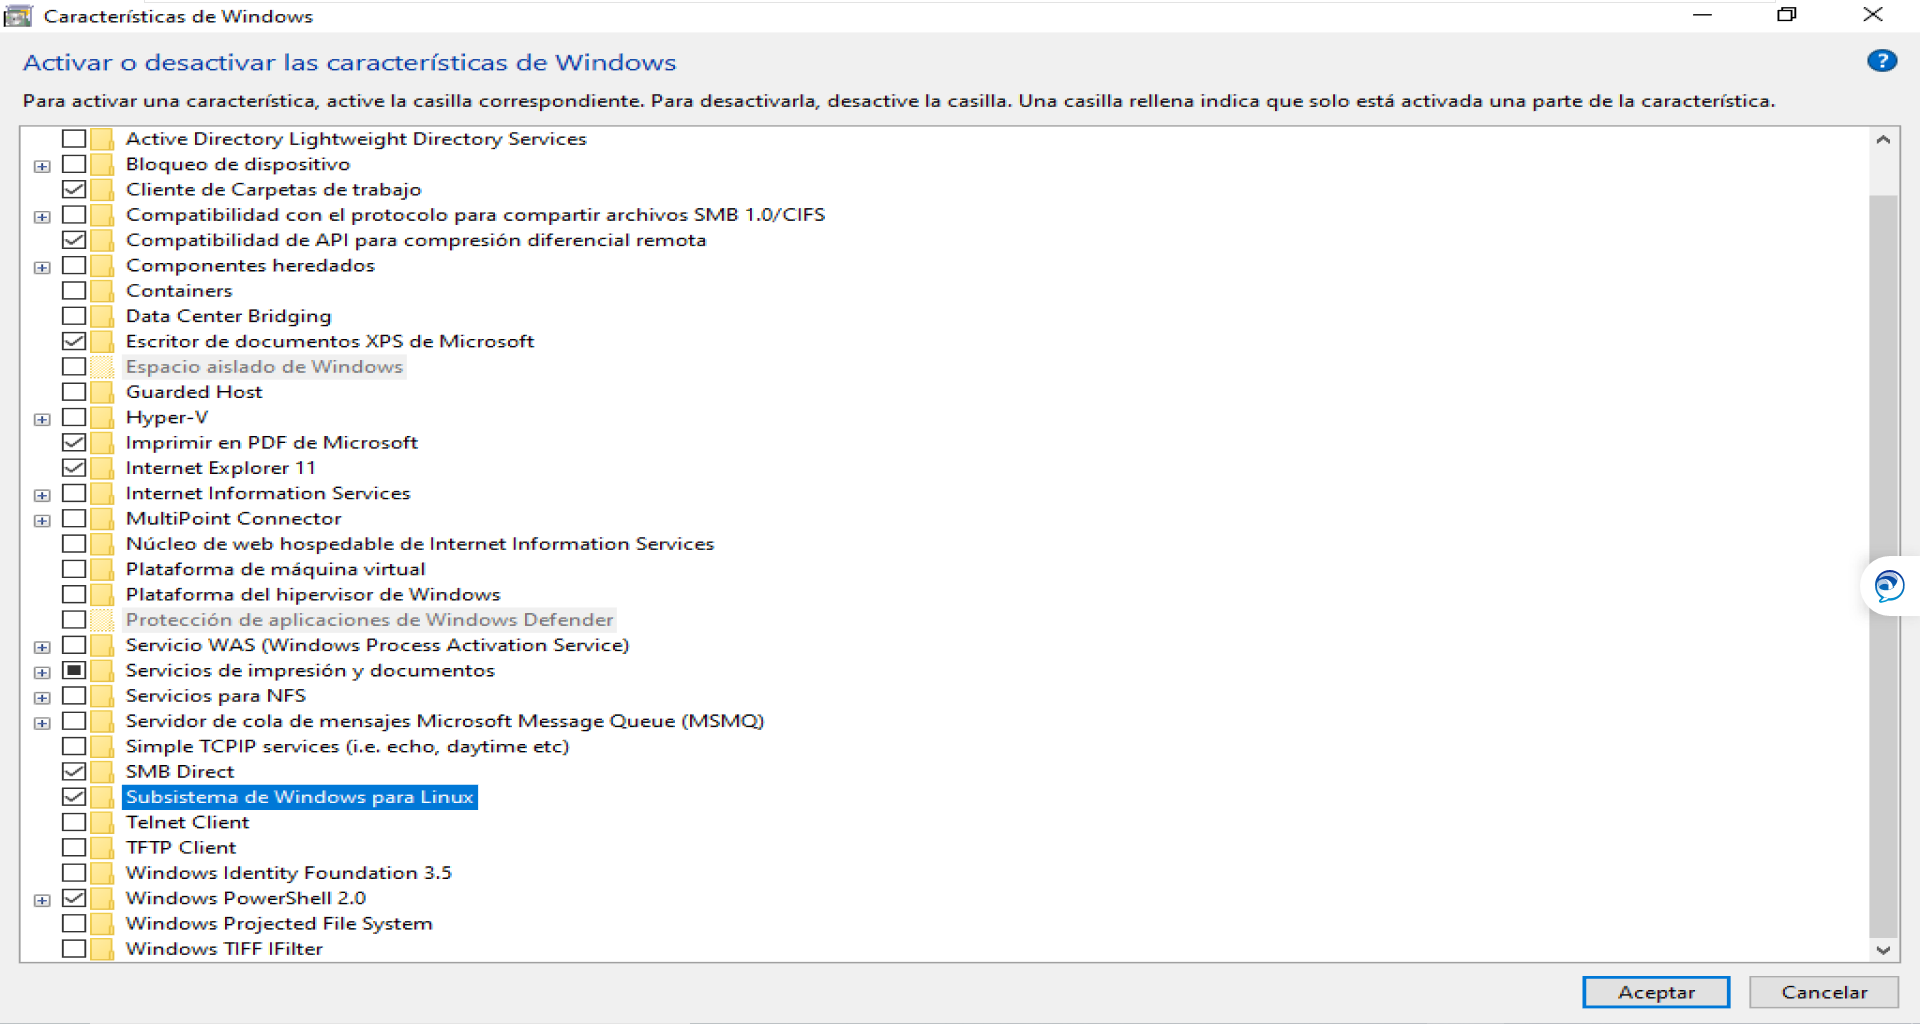 Características de Windows
Activar o desactivar las características de Windows
?
Para activar una característica, active la casilla correspondiente. Para desactivarla, desactive la casilla. Una casilla rellena indica que solo está activada una parte de la característica.
Active Directory Lightweight Directory Services
Bloqueo de dispositivo
Cliente de Carpetas de trabajo
Compatibilidad con el protocolo para compartir archivos SMB 1.0/CIFS
Compatibilidad de API para compresión diferencial remota
Componentes heredados
Containers
Data Center Bridging
Escritor de documentos XPS de Microsoft
Espacio aislado de Windows
Guarded Host
Hyper-V
Imprimir en PDF de Microsoft
Internet Explorer 11
Internet Information Services
MultiPoint Connector
Núcleo de web hospedable de Internet Information Services
Plataforma de máquina virtual
Plataforma del hipervisor de Windows
Protección de aplicaciones de Windows Defender
Servicio WAS (Windows Process Activation Service)
Servicios de impresión y documentos
Servicios para NFS
Servidor de cola de mensajes Microsoft Message Queue (MSMQ)
Simple TCPIP services (i.e. echo, daytime etc)
SMB Direct
Subsistema de Windows para Linux
Telnet Client
TFTP Client
Windows Identity Foundation 3.5
Windows PowerShell 2.0
Windows Projected File System
Windows TIFF IFilter
Aceptar
Cancelar